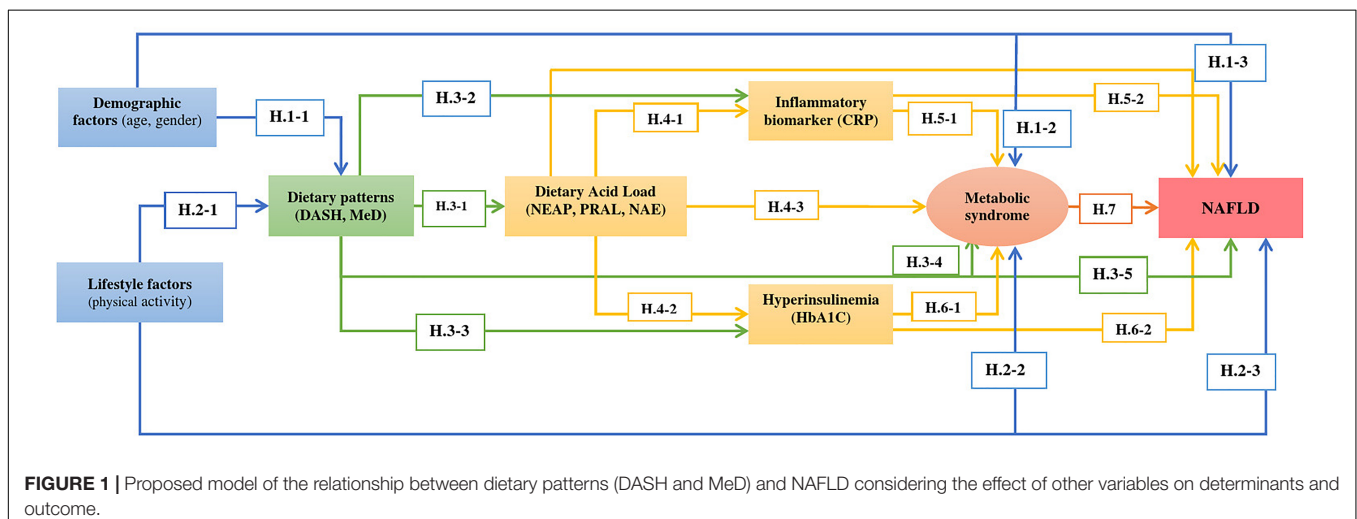 H.1-3
Demographic
factors (age, gender)
H.1-1
H.3-2
H.4-1
Inflammatory
biomarker (CRP)
H.5-2
H.5-1
H.1-2
H.2-1
Dietary patterns
(DASH, MeD)
H.3-1
Dietary Acid Load
(NEAP, PRAL, NAE)
H.4-3
Metabolic
syndrome
H.7
NAFLD
Lifestyle factors
(physical activity)
H.3-4
H.3-5
H.3-3
H.4-2
Hyperinsulinemia
(HbA1C)
H.6-1
H.6-2
H.2-2
H.2-3
FIGURE 1 | Proposed model of the relationship between dietary patterns (DASH and MeD) and NAFLD considering the effect of other variables on determinants and
outcome.